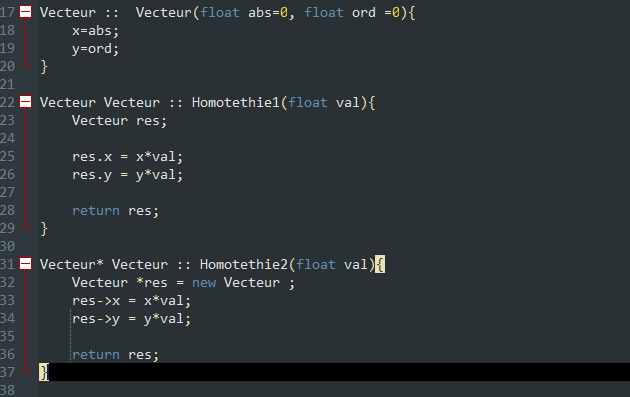 17 Vecteur ::  Vecteur(float abs=0, float ord =0){
18     x=abs;
19     y=ord;
20 }
21
22 Vecteur Vecteur :: Homotethie1(float val){
23     Vecteur res;
24
25     res.x = x*val;
26     res.y = y*val;
27
28     return res;
29 }
30
31 Vecteur* Vecteur :: Homotethie2(float val){
32     Vecteur *res = new Vecteur ;
33     res->x = x*val;
34     res->y = y*val;
35
36     return res;
37 }
38